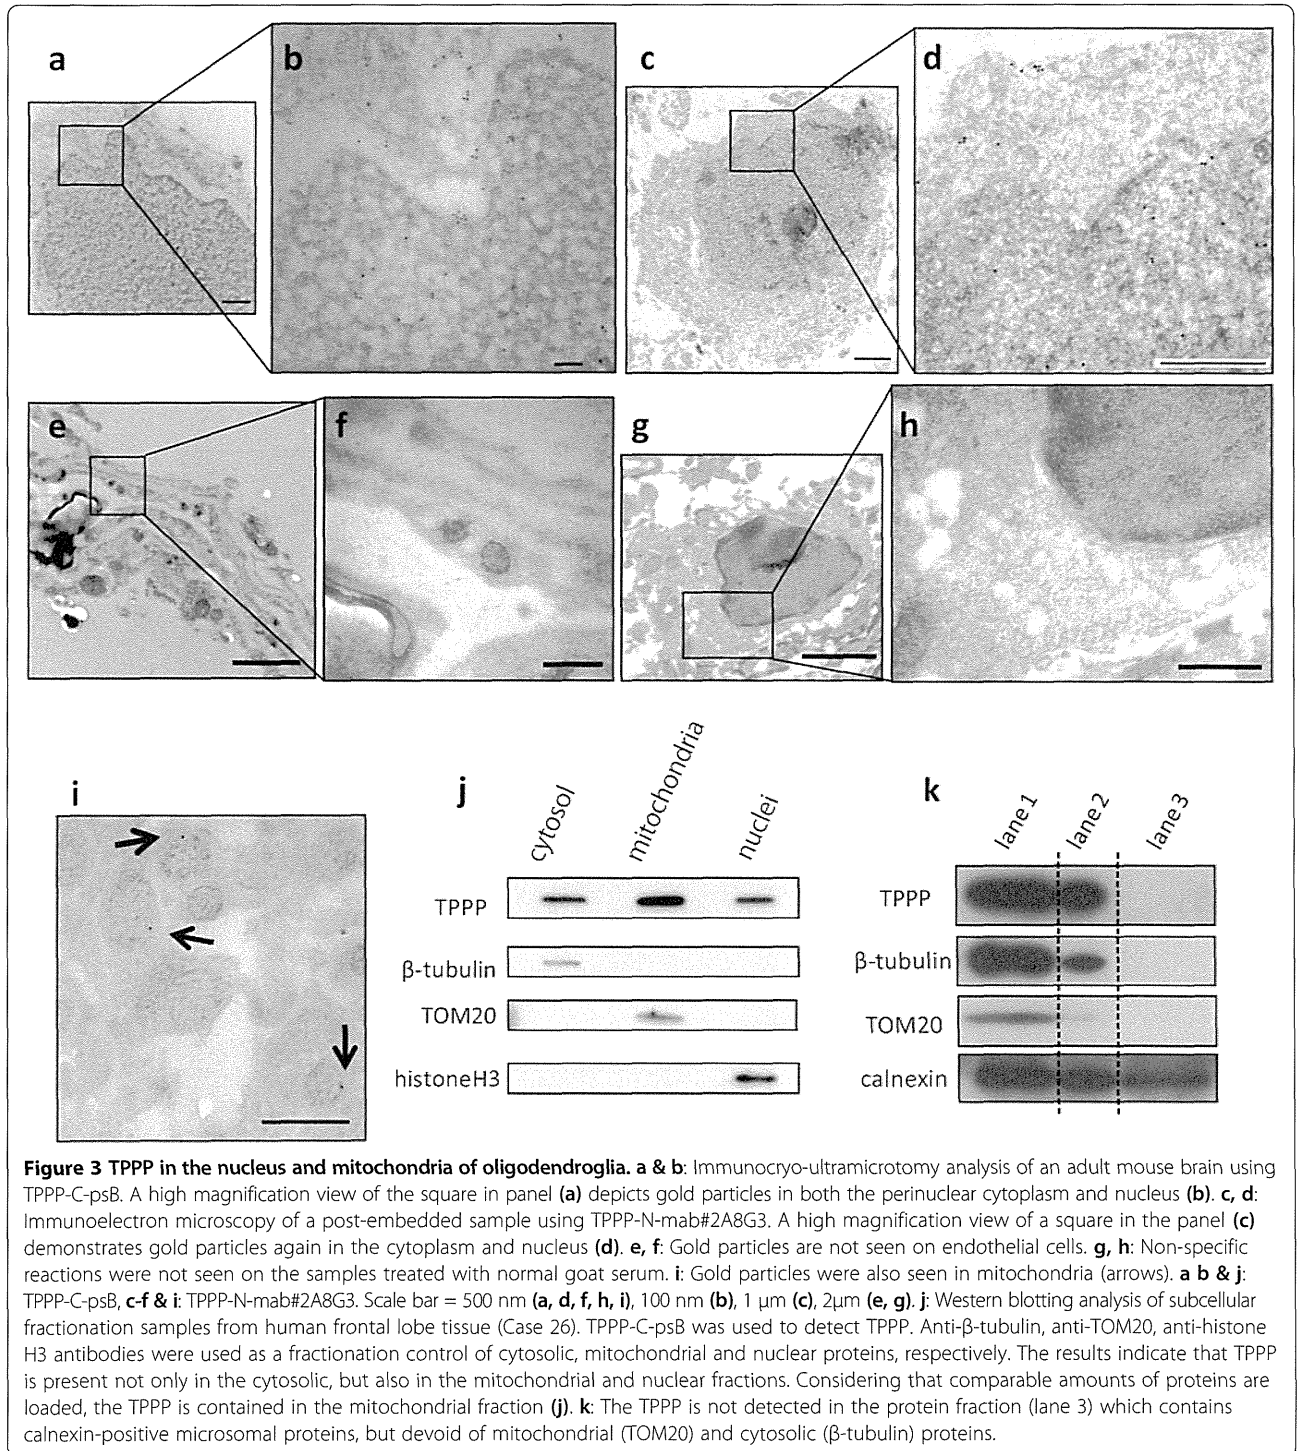 a
b
c
d
e
f
g
h
i
j
cytosol
mitochondria
nuclei
TPPP
β-tubulin
TOM20
histoneH3
k
lane1
lane2
lane3
TPPP
β-tubulin
TOM20
calnexin
Figure 3 TPPP in the nucleus and mitochondria of oligodendroglia. a & b: Immunocryo-ultramicrotomy analysis of an adult mouse brain using
TPPP-C-psB. A high magnification view of the square in panel (a) depicts gold particles in both the perinuclear cytoplasm and nucleus (b). c, d:
Immunoelectron microscopy of a post-embedded sample using TPPP-N-mab#2A8G3. A high magnification view of a square in the panel (c)
demonstrates gold particles again in the cytoplasm and nucleus (d). e, f: Gold particles are not seen on endothelial cells. g, h: Non-specific
reactions were not seen on the samples treated with normal goat serum. i: Gold particles were also seen in mitochondria (arrows). a b & j:
TPPP-C-psB, c-f & i: TPPP-N-mab#2A8G3. Scale bar = 500 nm (a, d, f, h, i), 100 nm (b), 1 μm (c), 2μm (e, g). j: Western blotting analysis of subcellular
fractionation samples from human frontal lobe tissue (Case 26). TPPP-C-psB was used to detect TPPP. Anti-β-tubulin, anti-TOM20, anti-histone
H3 antibodies were used as a fractionation control of cytosolic, mitochondrial and nuclear proteins, respectively. The results indicate that TPPP
is present not only in the cytosolic, but also in the mitochondrial and nuclear fractions. Considering that comparable amounts of proteins are
loaded, the TPPP is contained in the mitochondrial fraction (j). k: The TPPP is not detected in the protein fraction (lane 3) which contains
calnexin-positive microsomal proteins, but devoid of mitochondrial (TOM20) and cytosolic (β-tubulin) proteins.